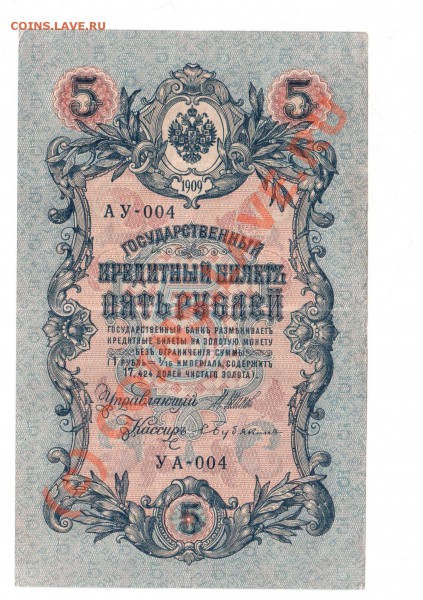 COINS.LAVE.RU
5 5
1909
АУ-004
ГОСУДАРСТВЕННЫЙ
КРЕДИТНЫЙ БИЛЕТЪ
ПЯТЬ РУБЛЕЙ
ГОСУДАРСТВЕННЫЙ БАНКЪ РАЗМѢНИВАЕТЪ
КРЕДИТНЫЕ БИЛЕТЫ НА ЗОЛОТУЮ МОНЕТУ
БЕЗЪ ОГРАНИЧЕНІЯ СУММЫ
(1 РУБЛЬ = 1/15 ИМПЕРІАЛА, СОДЕРЖИТЪ
17,424 ДОЛЕЙ ЧИСТАГО ЗОЛОТА).
Управляющій
Кассиръ
УА-004
5